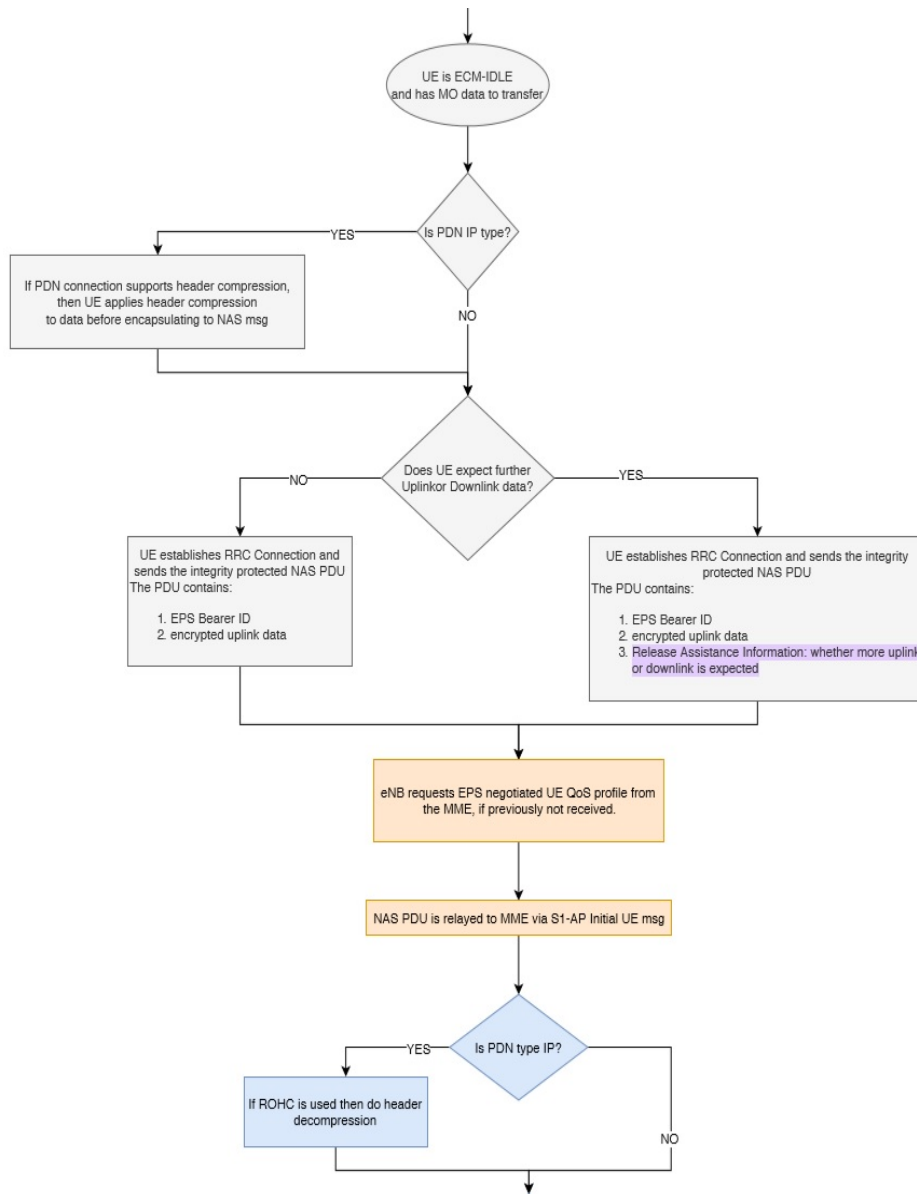 UE is ECM-IDLE
and has MO data to transfer
Is PDN IP type?
YES
If PDN connection supports header compression,
then UE applies header compression
to data before encapsulating to NAS msg
NO
Does UE expect further
Uplinkor Downlink data?
NO
YES
UE establishes RRC Connection and
sends the integrity protected NAS PDU
The PDU contains:
1. EPS Bearer ID
2. encrypted uplink data
UE establishes RRC Connection and sends the integrity
protected NAS PDU
The PDU contains:
1. EPS Bearer ID
2. encrypted uplink data
3. Release Assistance Information: whether more uplink
or downlink is expected
eNB requests EPS negotiated UE QoS profile from
the MME, if previously not received.
NAS PDU is relayed to MME via S1-AP Initial UE msg
Is PDN type IP?
YES
If ROHC is used then do header
decompression
NO